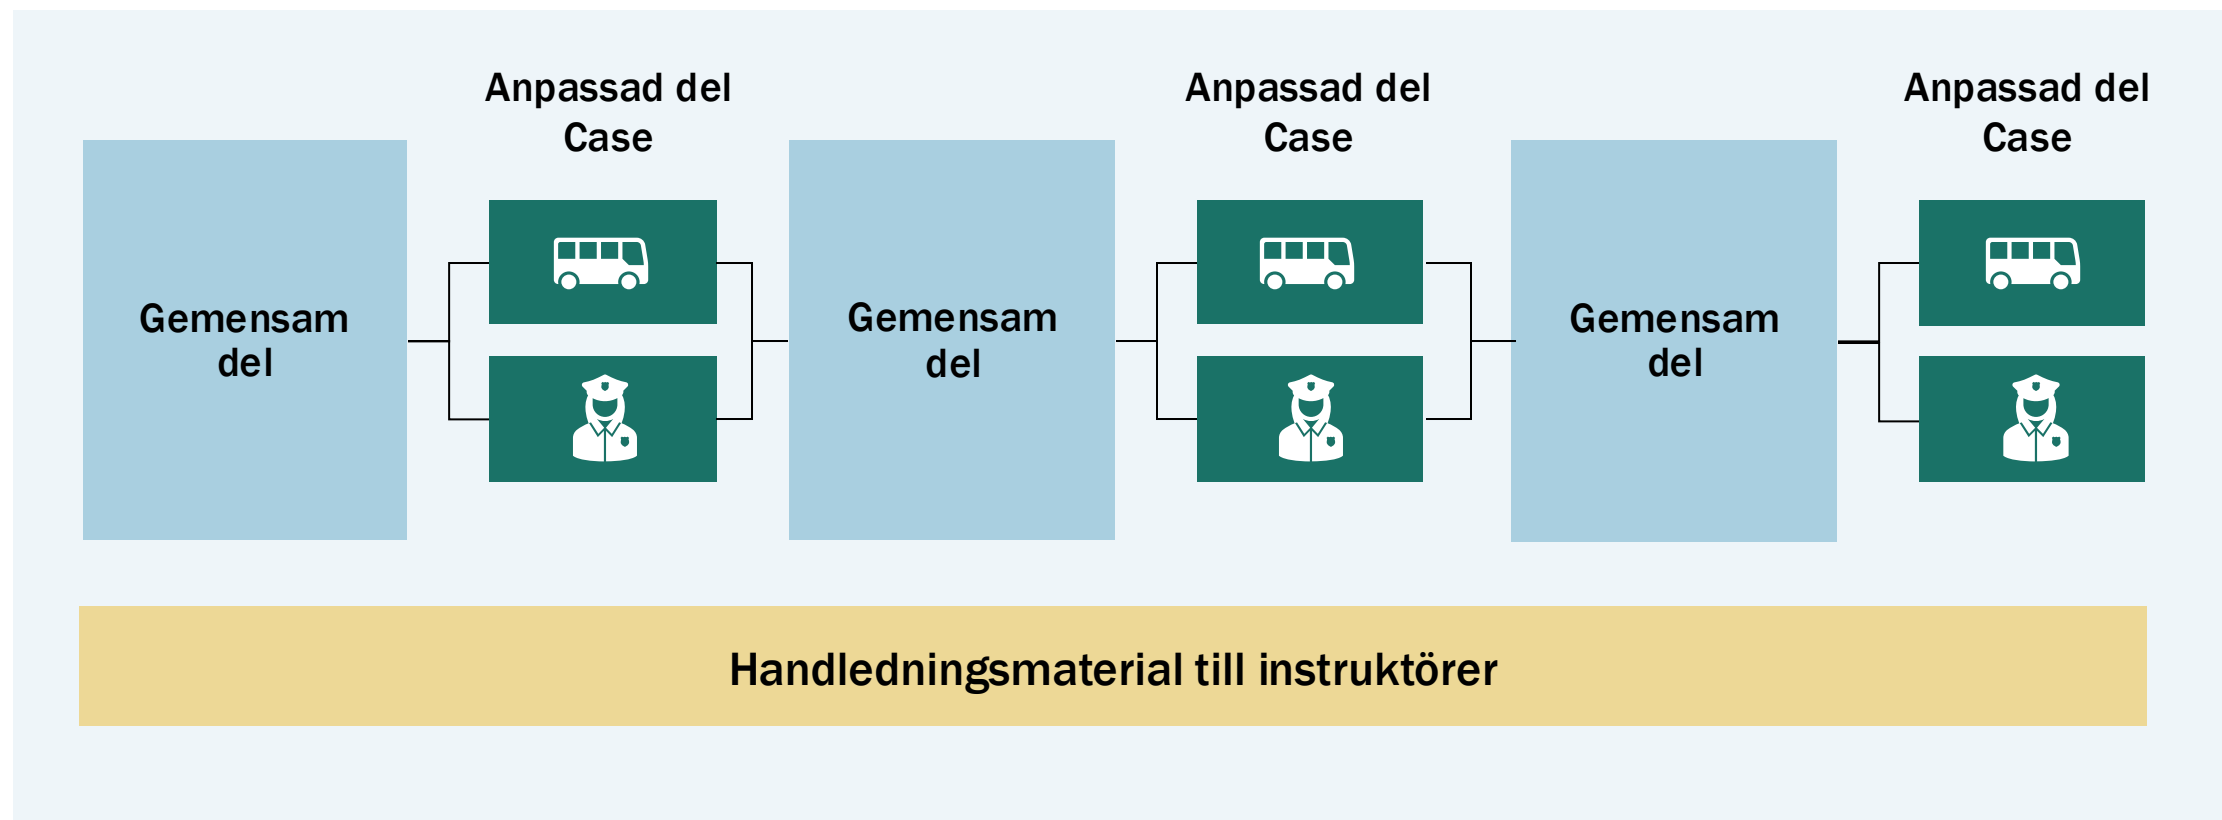 Anpassad del
Case
Anpassad del
Case
Anpassad del
Case
Gemensam
del
Gemensam
del
Gemensam
del
Handledningsmaterial till instruktörer